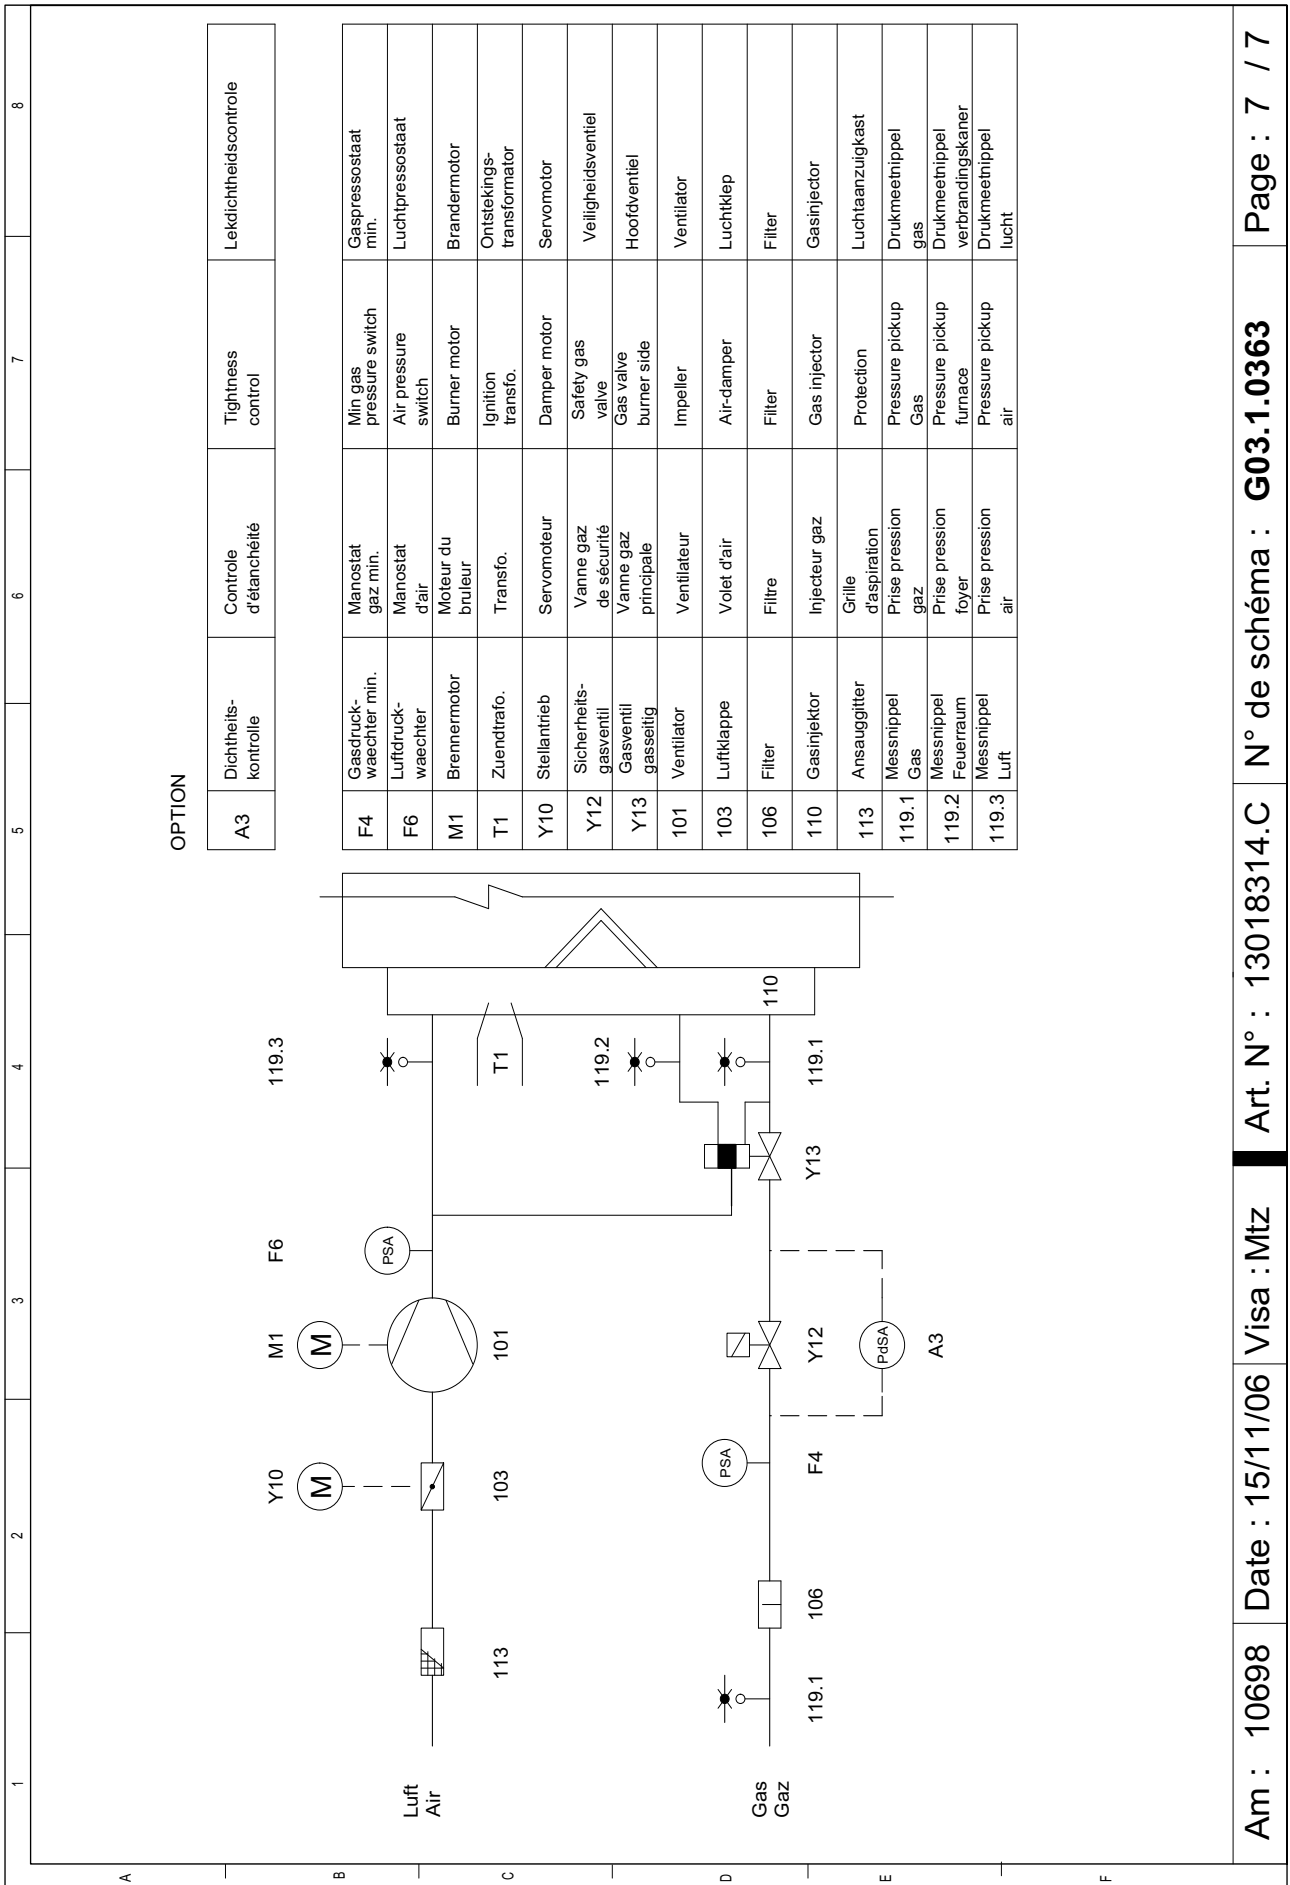 1
2
3
4
5
6
7
8
A
B
C
D
E
F
OPTION
A3
Dichtheits-
kontrolle
Controle
d'étanchéité
Tightness
control
Lekdichtheidscontrole
F4
Gasdruck-
waechter min.
Manostat
gaz min.
Min gas
pressure switch
Gaspressostaat
min.
F6
Luftdruck-
waechter
Manostat
d'air
Air pressure
switch
Luchtpressostaat
M1
Brennermotor
Moteur du
bruleur
Burner motor
Brandermotor
T1
Zuendtrafo.
Transfo.
Ignition
transfo.
Ontstekings-
transformator
Y10
Stellantrieb
Servomoteur
Damper motor
Servomotor
Y12
Sicherheits-
gasventil
Vanne gaz
de sécurité
Safety gas
valve
Veiligheidsventiel
Y13
Gasventil
gasseitig
Vanne gaz
principale
Gas valve
burner side
Hoofdventiel
101
Ventilator
Ventilateur
Impeller
Ventilator
103
Luftklappe
Volet d'air
Air-damper
Luchtklep
106
Filter
Filtre
Filter
Filter
110
Gasinjektor
Injecteur gaz
Gas injector
Gasinjector
113
Ansauggitter
Grille
d'aspiration
Protection
Luchtaanzuigkast
119.1
Messnippel
Gas
Prise pression
gaz
Pressure pickup
Gas
Drukmeetnippel
gas
119.2
Messnippel
Feuerraum
Prise pression
foyer
Pressure pickup
furnace
Drukmeetnippel
verbrandingskaner
119.3
Messnippel
Luft
Prise pression
air
Pressure pickup
air
Drukmeetnippel
lucht
Y10
M1
F6
119.3
M
M
PSA
Luft
Air
113
103
101
T1
119.2
110
PSA
Gas
Gaz
119.1
106
F4
Y12
Y13
119.1
PdSA
A3
Am : 10698
Date : 15/11/06
Visa : Mtz
Art. N° : 13018314.C
N° de schéma : G03.1.0363
Page : 7 / 7